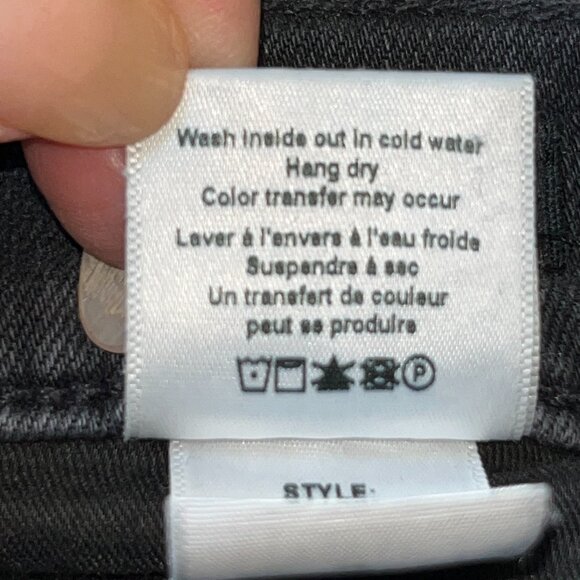 Wash inside out in cold water
Hang dry
Color transfer may occur
Laver à l'envers à l'eau froide
Suspendre à sec
Un transfert de couleur
peut se produire
P
STYLE: